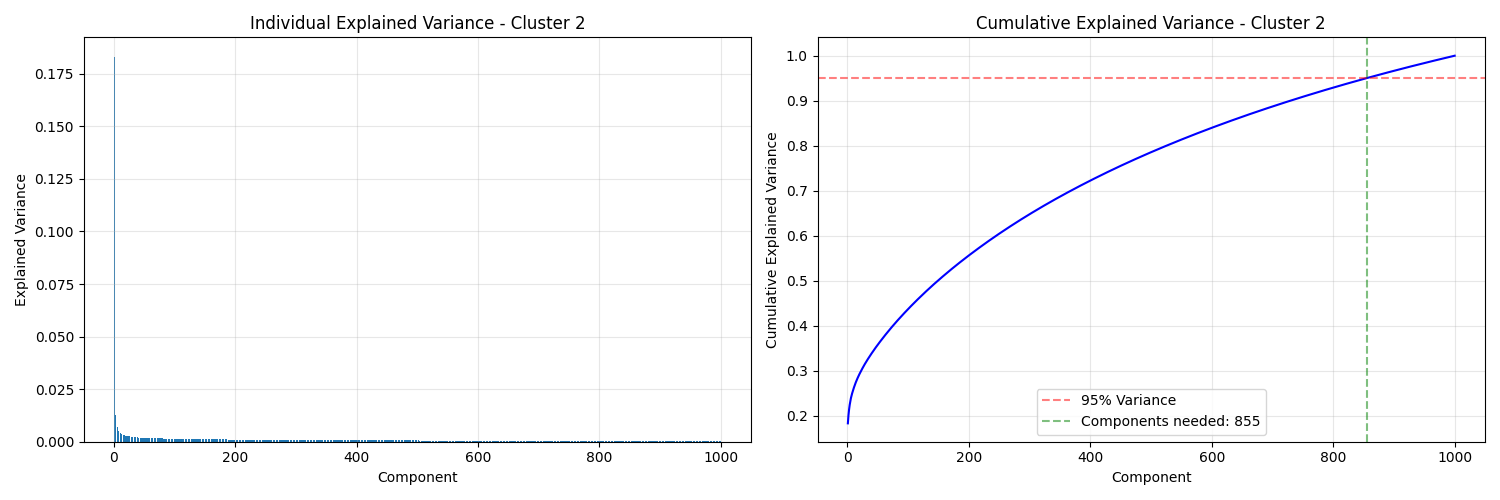 Individual Explained Variance - Cluster 2
Explained Variance
0.175
0.150
0.125
0.100
0.075
0.050
0.025
0.000
0 200 400 600 800 1000
Component
Cumulative Explained Variance - Cluster 2
Cumulative Explained Variance
1.0
0.9
0.8
0.7
0.6
0.5
0.4
0.3
0.2
95% Variance
Components needed: 855
0 200 400 600 800 1000
Component